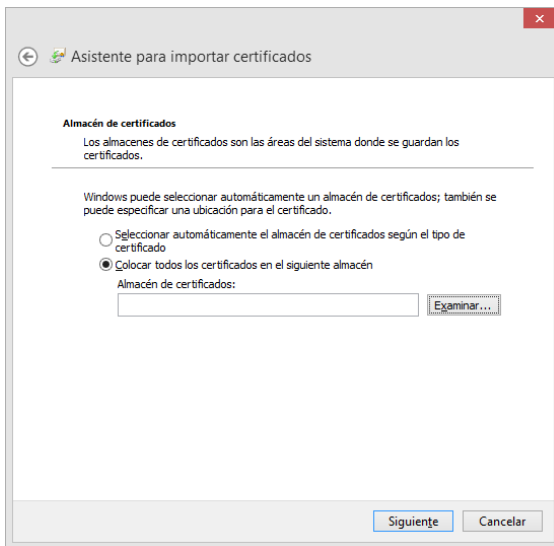 Asistente para importar certificados
Almacén de certificados
Los almacenes de certificados son las áreas del sistema donde se guardan los
certificados.
Windows puede seleccionar automáticamente un almacén de certificados; también se
puede especificar una ubicación para el certificado.
Seleccionar automáticamente el almacén de certificados según el tipo de
certificado
Colocar todos los certificados en el siguiente almacén
Almacén de certificados:
Examinar...
Siguiente Cancelar